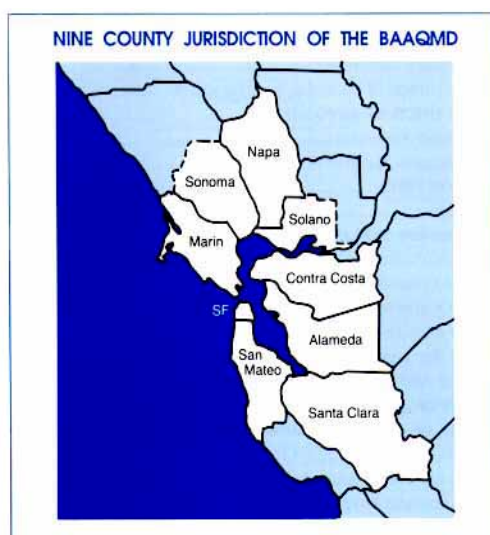 NINE COUNTY JURISDICTION OF THE BAAQMD
Napa
Sonoma
Solano
Marin
Contra Costa
SF
Alameda
San
Mateo
Santa Clara